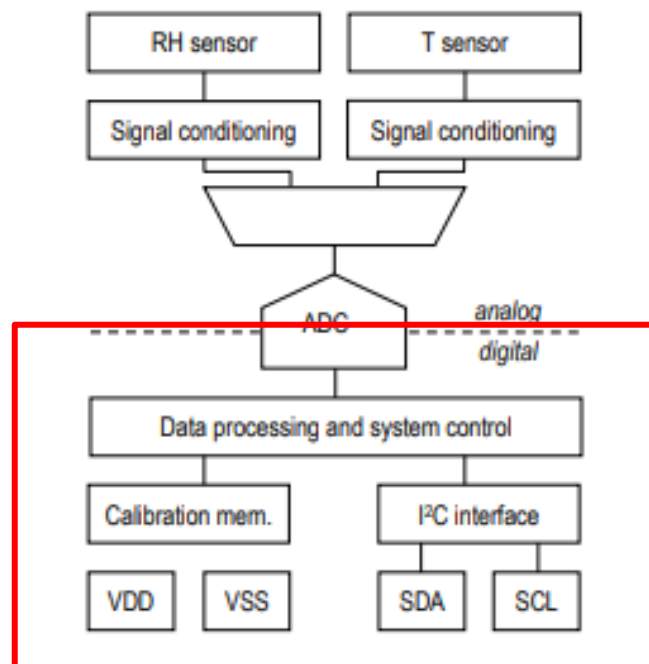 RH sensor
T sensor
Signal conditioning
Signal conditioning
ADC
analog
digital
Data processing and system control
Calibration mem.
I²C interface
VDD
VSS
SDA
SCL